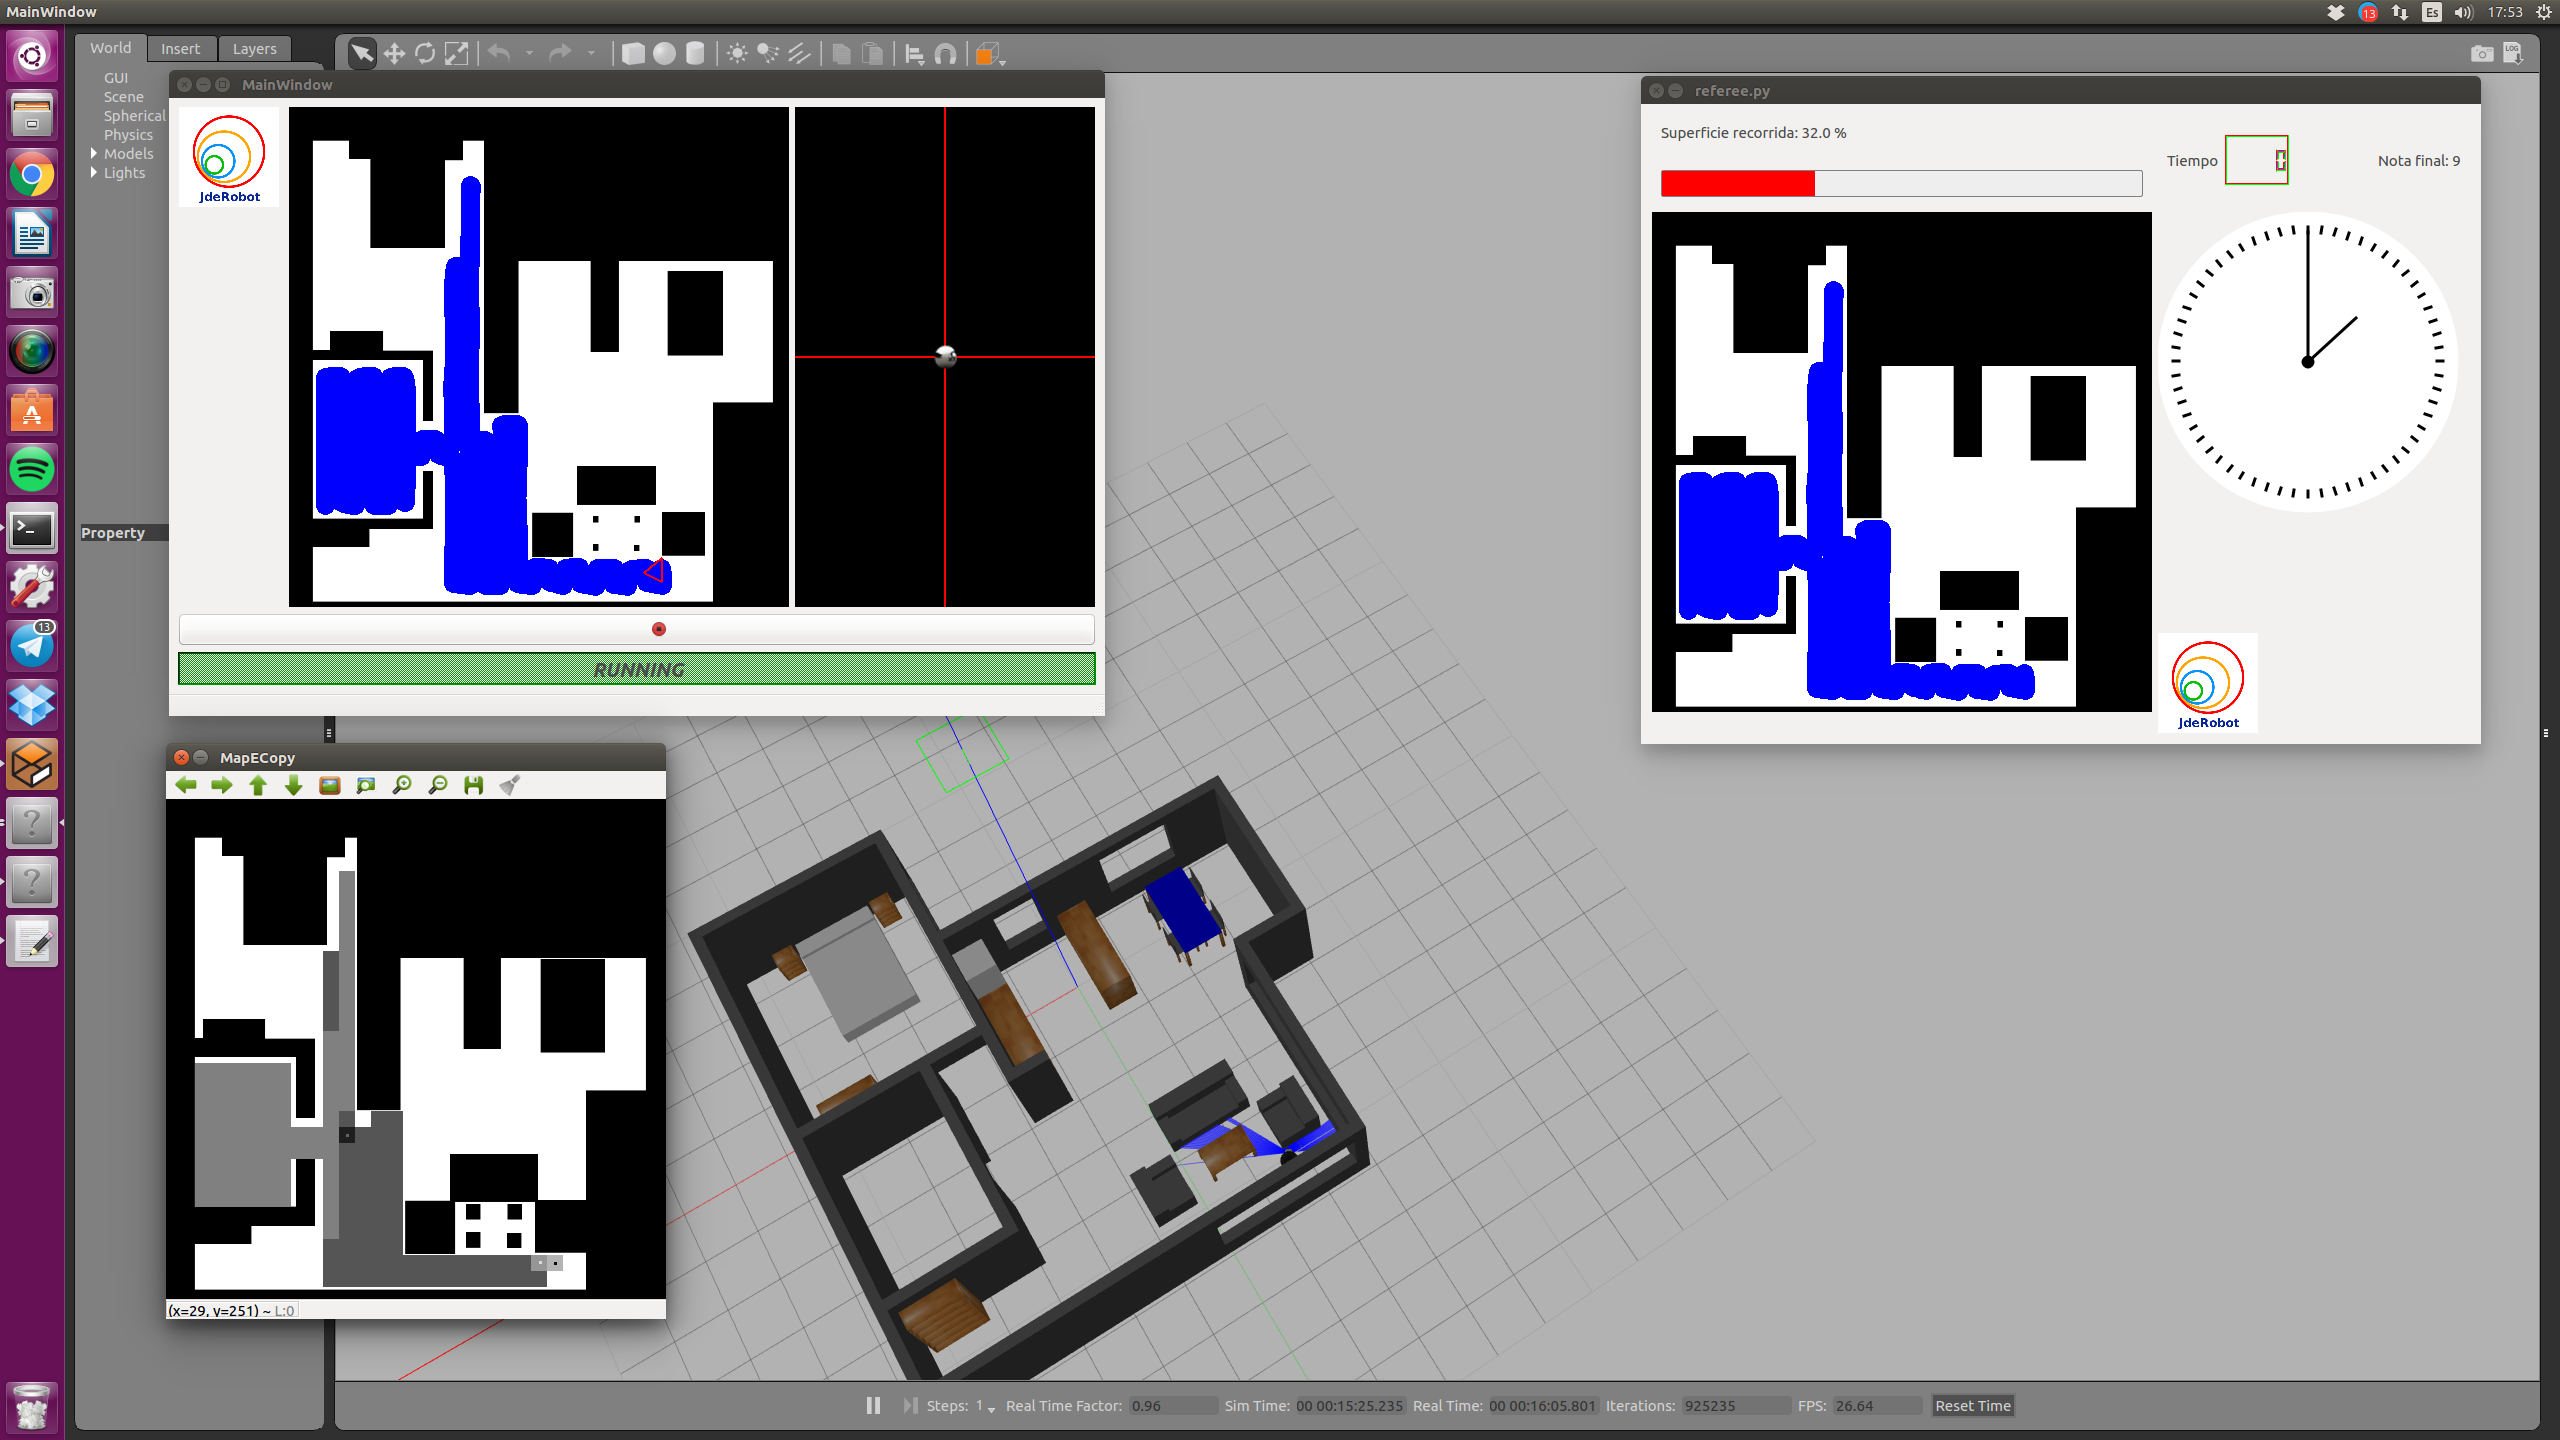 MainWindow
13
Es
17:53
World
Insert
Layers
LOG
GUI
Scene
Spherical
Physics
Models
Lights
Property
MainWindow
JdeRobot
RUNNING
referee.py
Superficie recorrida: 32.0 %
Tiempo
Nota final: 9
JdeRobot
13
MapECopy
(x=29, y=251) ~ L:0
Steps: 1
Real Time Factor: 0.96
Sim Time: 00 00:15:25.235
Real Time: 00 00:16:05.801
Iterations: 925235
FPS: 26.64
Reset Time